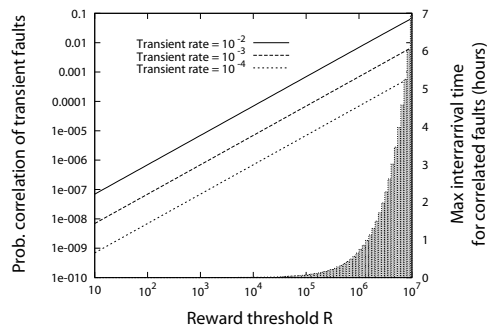 Prob. correlation of transient faults
0.1
0.01
0.001
0.0001
1e-005
1e-006
1e-007
1e-008
1e-009
1e-010
Transient rate = 10⁻²
Transient rate = 10⁻³
Transient rate = 10⁻⁴
10
10²
10³
10⁴
10⁵
10⁶
10⁷
Reward threshold R
7
6
5
4
3
2
1
0
Max interrarrival time
for correlated faults (hours)